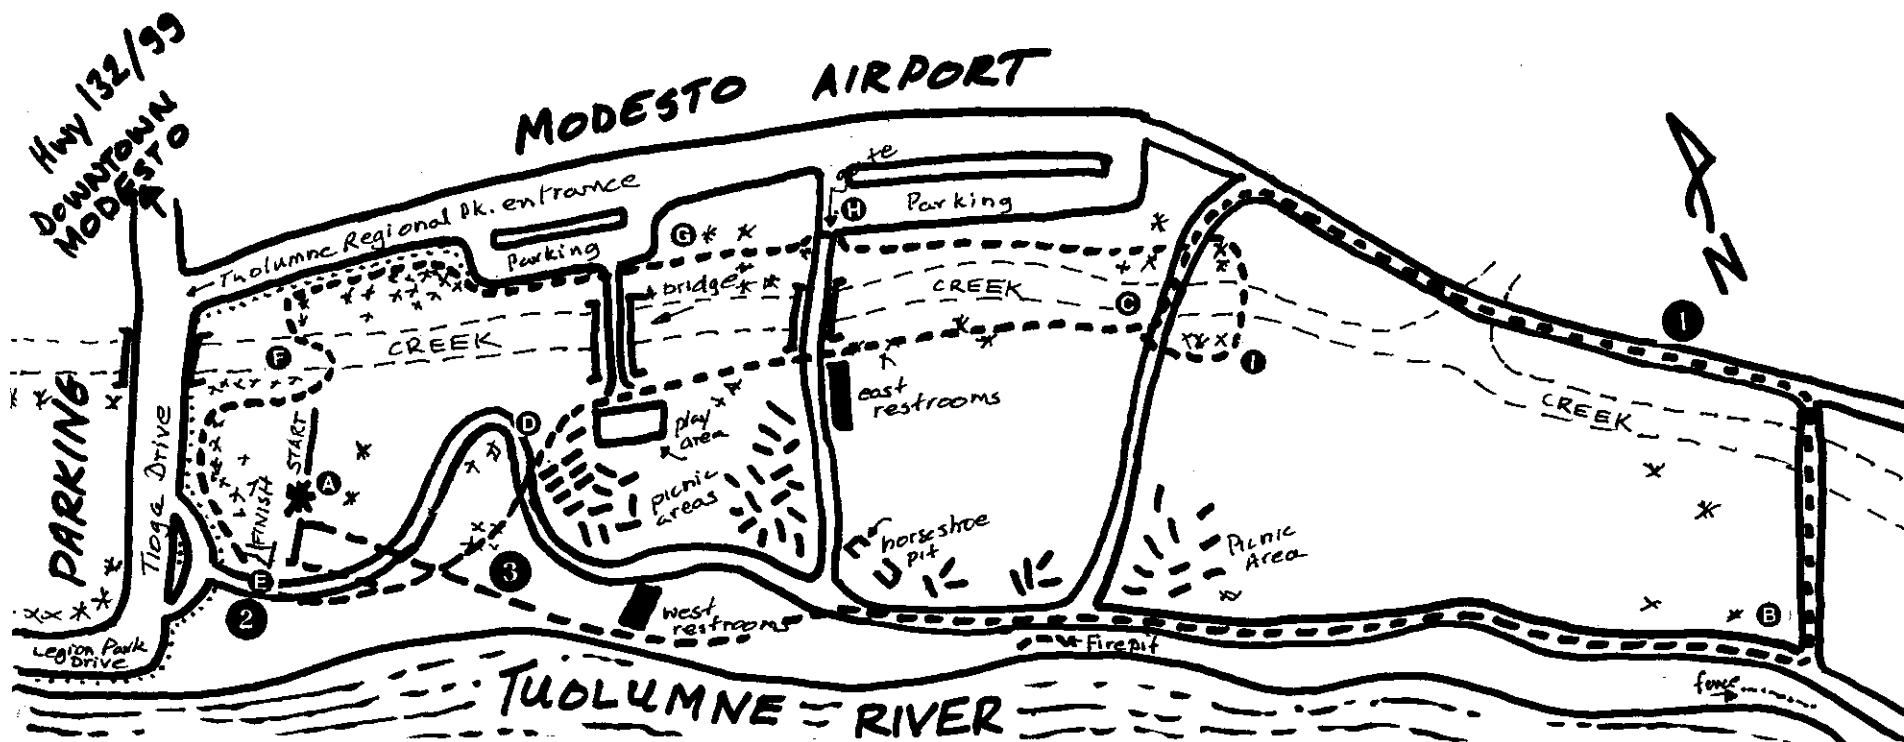 Hwy 132/99
DOWNTOWN
MODESTO
MODESTO AIRPORT
Tuolumne Regional Pk. entrance
Parking
G
H
Parking
N
1
bridge
CREEK
C
CREEK
F
I
CREEK
PARKING
Tioga Drive
START
FINISH
A
D
play
area
picnic
areas
east
restrooms
horseshoe
pit
Picnic
Area
E
2
3
west
restrooms
B
Firepit
Legion Park
Drive
TUOLUMNE RIVER